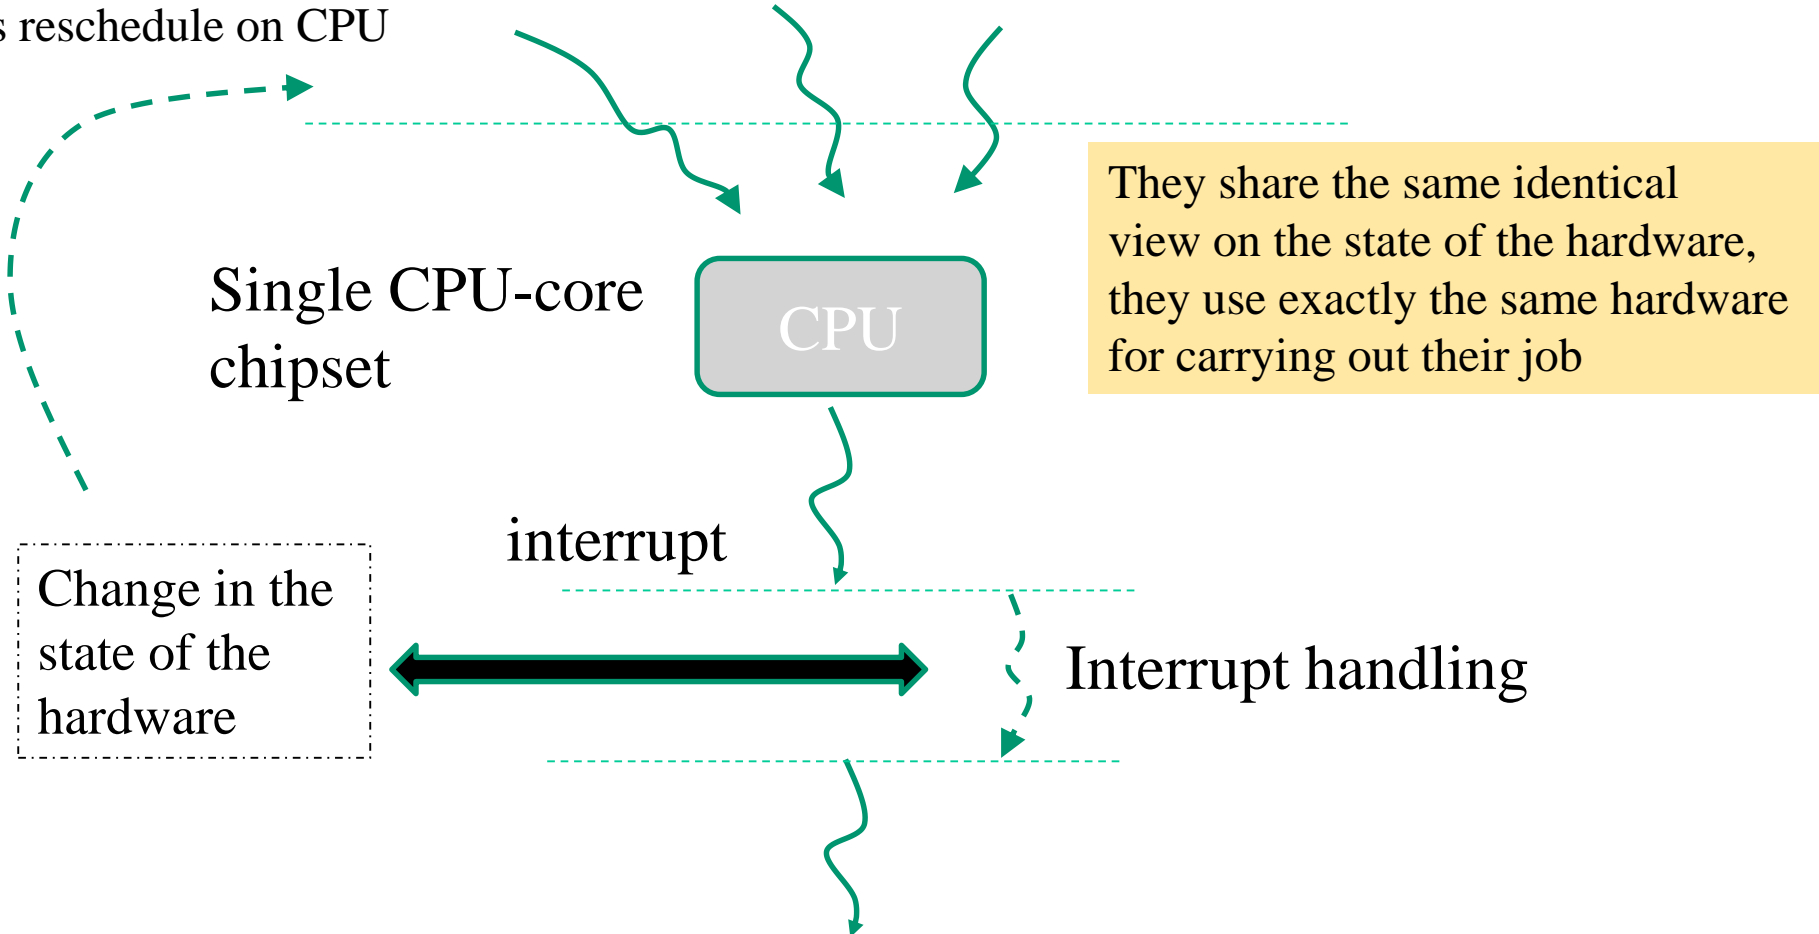 s reschedule on CPU
They share the same identical
view on the state of the hardware,
they use exactly the same hardware
for carrying out their job
Single CPU-core
chipset
CPU
interrupt
Change in the
state of the
hardware
Interrupt handling